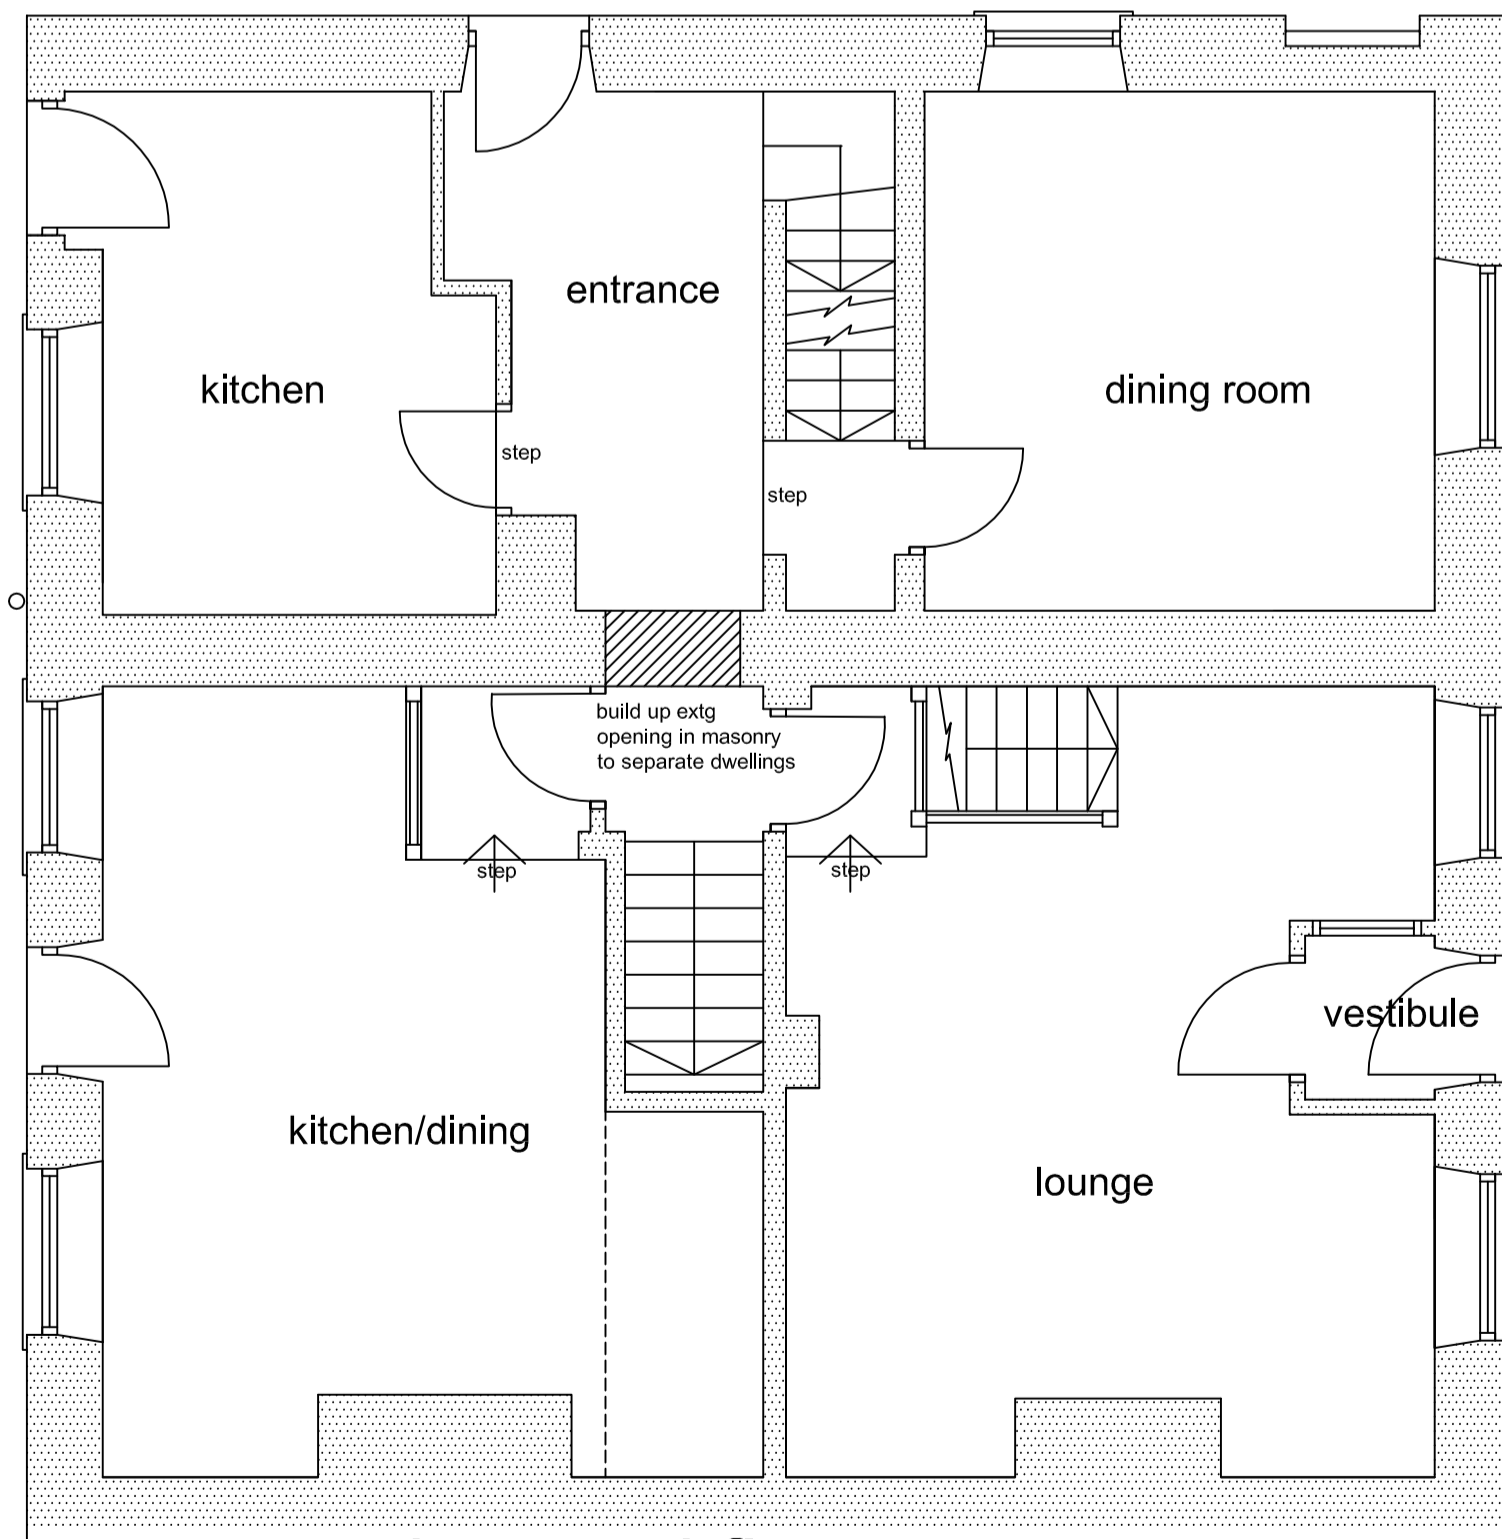 entrance
kitchen
dining room
step
step
build up extg
opening in masonry
to separate dwellings
step
step
vestibule
kitchen/dining
lounge